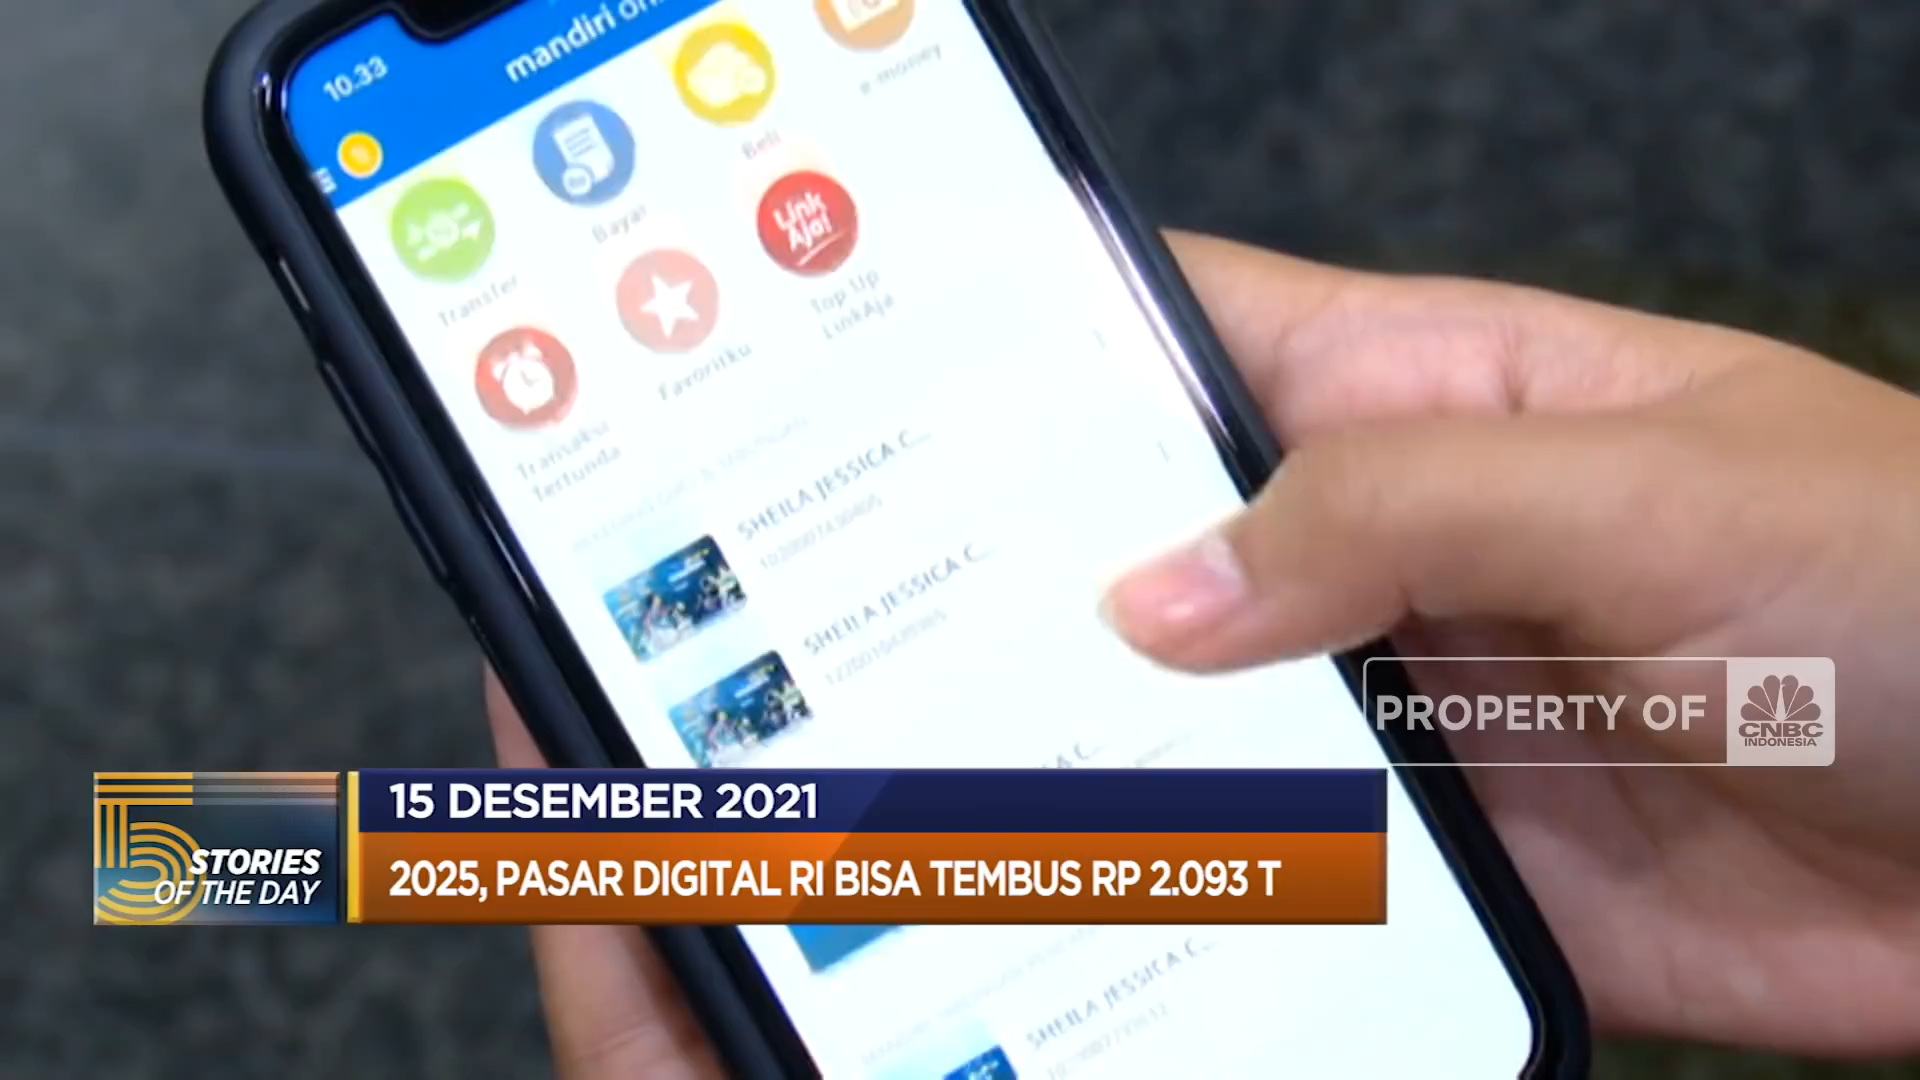 10.33
mandiri
e-money
Beli
Bayar
Transfer
Link
Aja!
Top Up
LinkAja
Favoritku
Transaksi
Tertunda
SHEILA JESSICA C...
SHEILA JESSICA C...
PROPERTY OF
CNBC
INDONESIA
15 DESEMBER 2021
5 STORIES
OF THE DAY
2025, PASAR DIGITAL RI BISA TEMBUS RP 2.093 T
SHEILA JESSICA C...